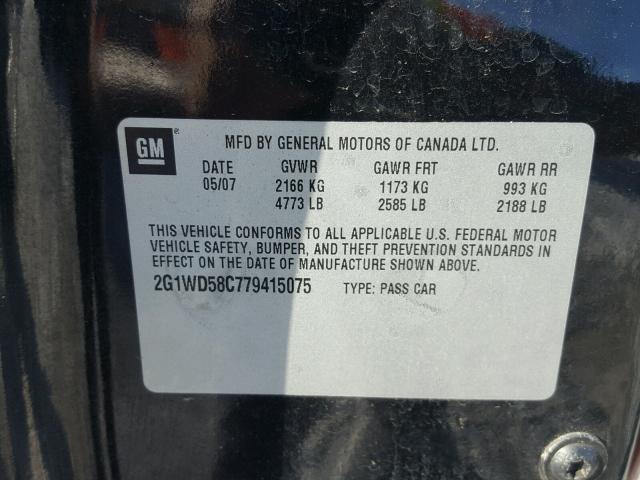 GM
MFD BY GENERAL MOTORS OF CANADA LTD.
DATE GVWR GAWR FRT GAWR RR
05/07 2166 KG 1173 KG 993 KG
4773 LB 2585 LB 2188 LB
THIS VEHICLE CONFORMS TO ALL APPLICABLE U.S. FEDERAL MOTOR
VEHICLE SAFETY, BUMPER, AND THEFT PREVENTION STANDARDS IN
EFFECT ON THE DATE OF MANUFACTURE SHOWN ABOVE.
2G1WD58C779415075 TYPE: PASS CAR